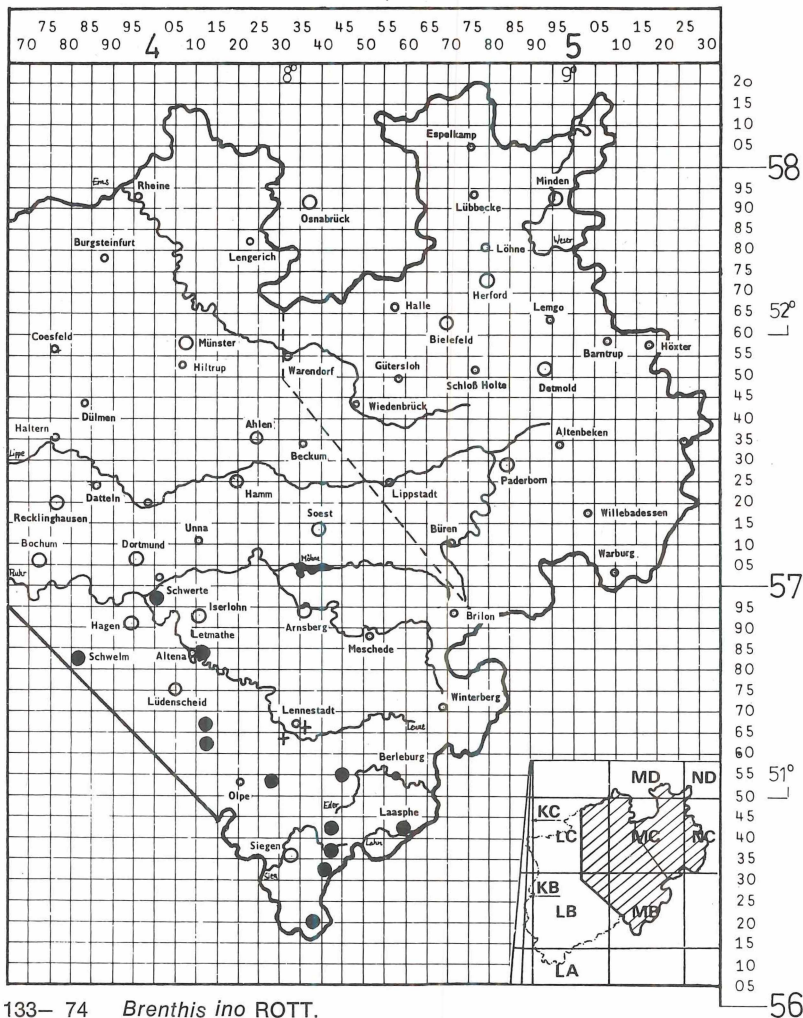 75 85 95 4 05 15 25 35 45 55 65 75 85 95 5 05 15 25
70 80 90 00 10 20 30 40 50 60 70 80 90 00 10 20 30
8° 9°
20
15
10
Espelkamp 05
58
Ems Rheine Minden 95
Osnabrück Lübbecke 90
85
Burgsteinfurt Lengerich Löhne Weser 80
75
Herford 70
Halle Lemgo 65
52°
Bielefeld 60
Coesfeld Münster Barntrup Höxter 55
Hiltrup Warendorf Gütersloh Schloß Holte Detmold 50
Wiedenbrück 45
Dülmen 40
Haltern Ahlen Altenbeken 35
Lippe Beckum 30
Paderborn
Datteln Hamm Lippstadt 25
Recklinghausen 20
Soest Willebadessen 15
Unna Büren 10
Bochum Dortmund Möhne Warburg 05
Ruhr 57
Schwerte 95
Iserlohn Brilon
Hagen Letmathe Arnsberg Meschede 90
Schwelm Altena 85
80
Lüdenscheid 75
Winterberg 70
Lennestadt Lenne 65
60
Berleburg 55
51°
Olpe 50
Eder Laasphe 45
40
Siegen Lahn 35
Sieg 30
25
20
15
10
05
MD ND
KC
LC MC NC
KB
LB MB
LA
56
133– 74 Brenthis ino ROTT.